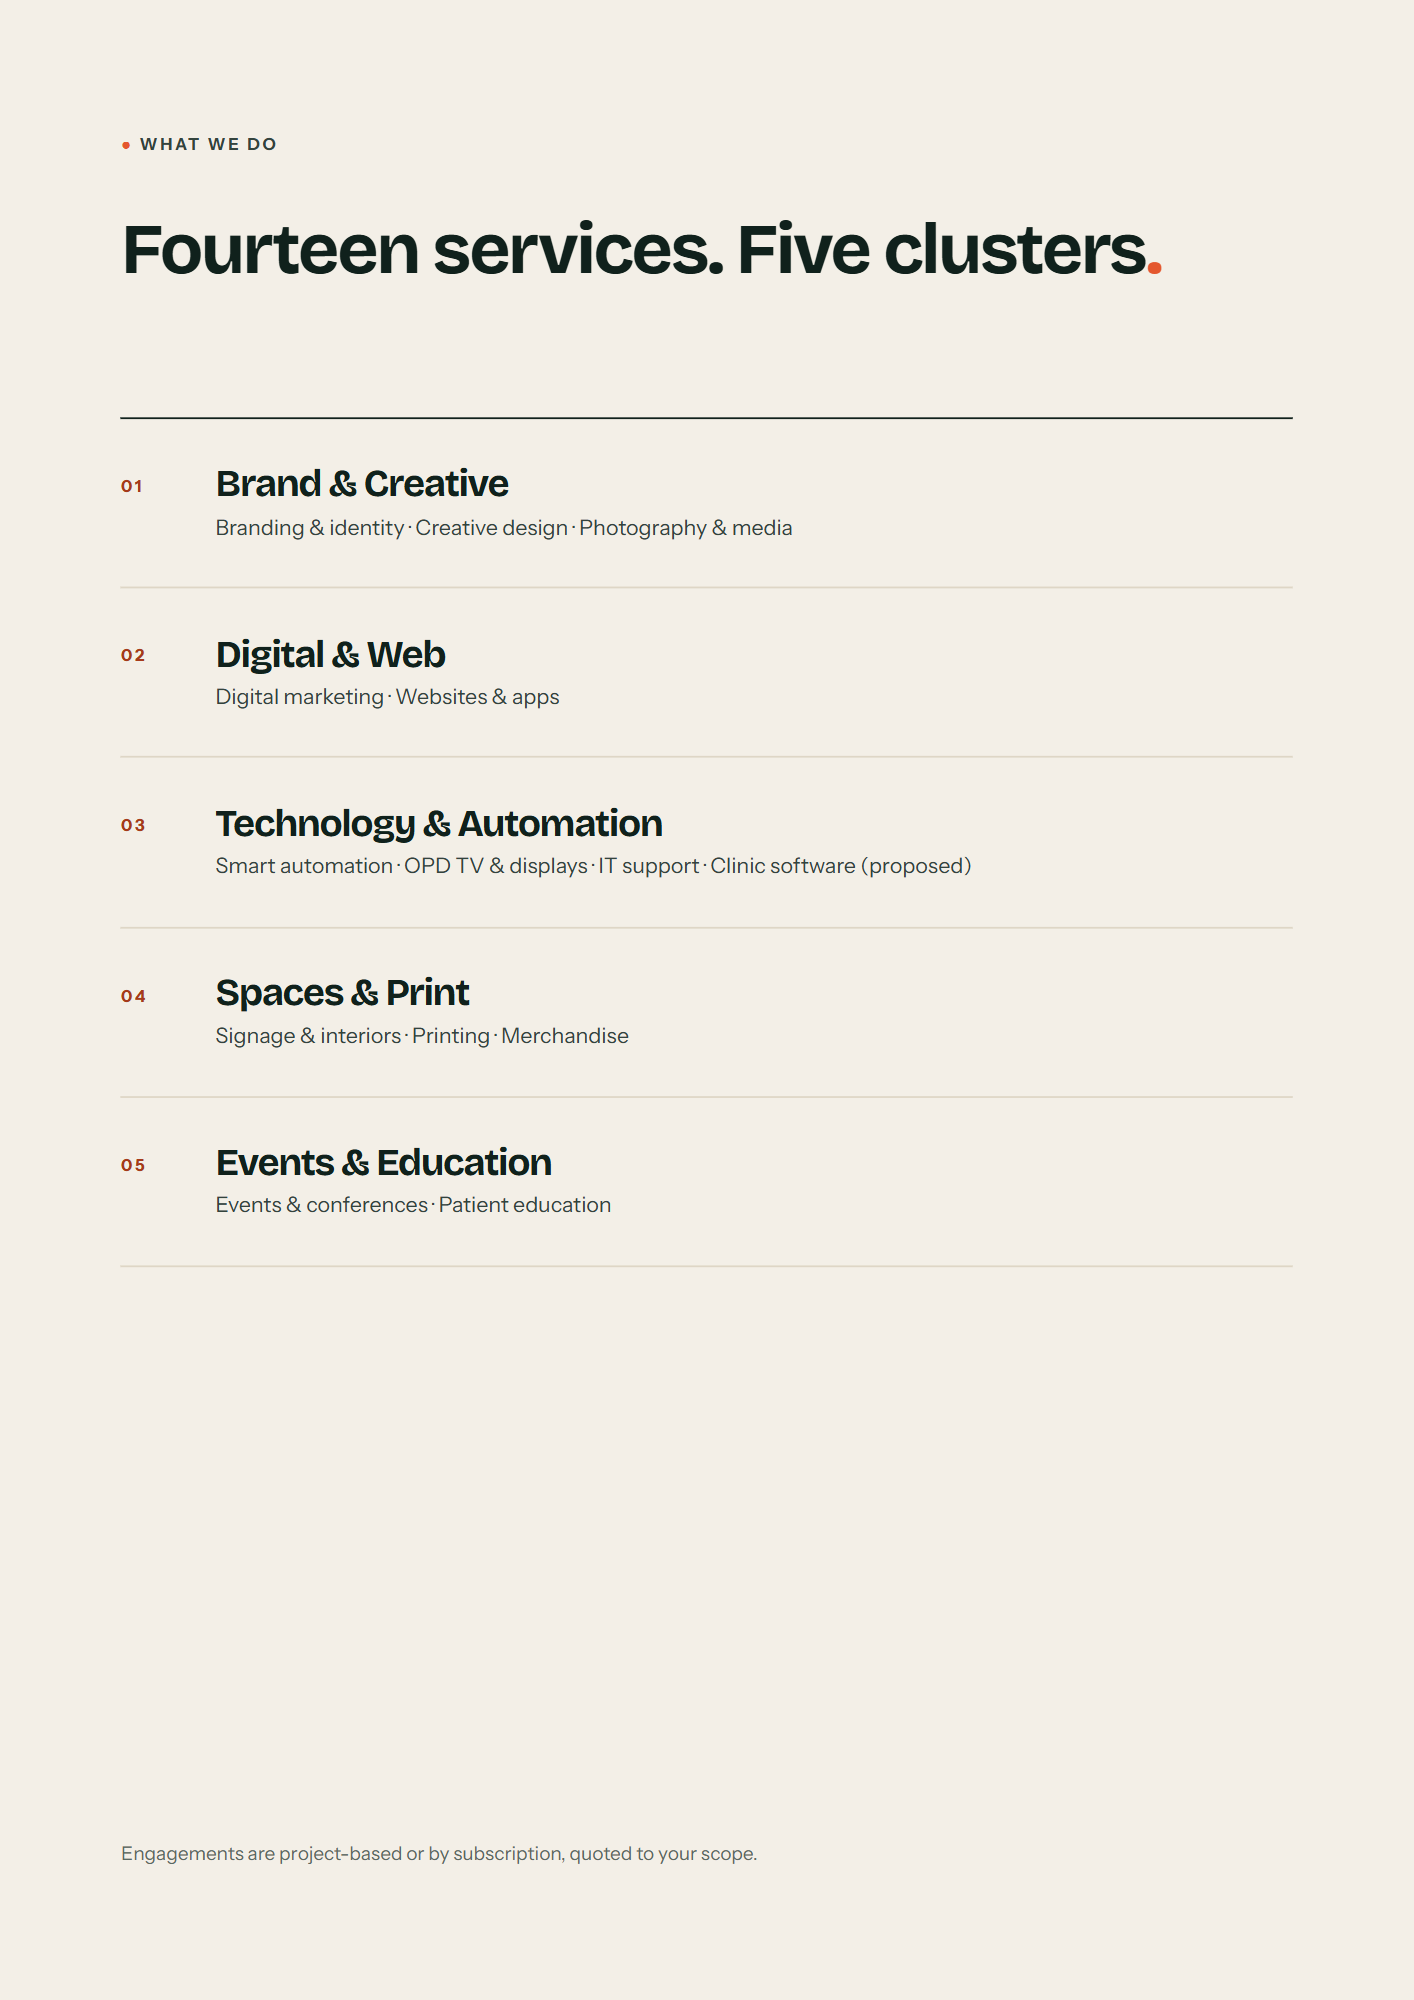 • WHAT WE DO
Fourteen services. Five clusters.
01
Brand & Creative
Branding & identity · Creative design · Photography & media
02
Digital & Web
Digital marketing · Websites & apps
03
Technology & Automation
Smart automation · OPD TV & displays · IT support · Clinic software (proposed)
04
Spaces & Print
Signage & interiors · Printing · Merchandise
05
Events & Education
Events & conferences · Patient education
Engagements are project-based or by subscription, quoted to your scope.